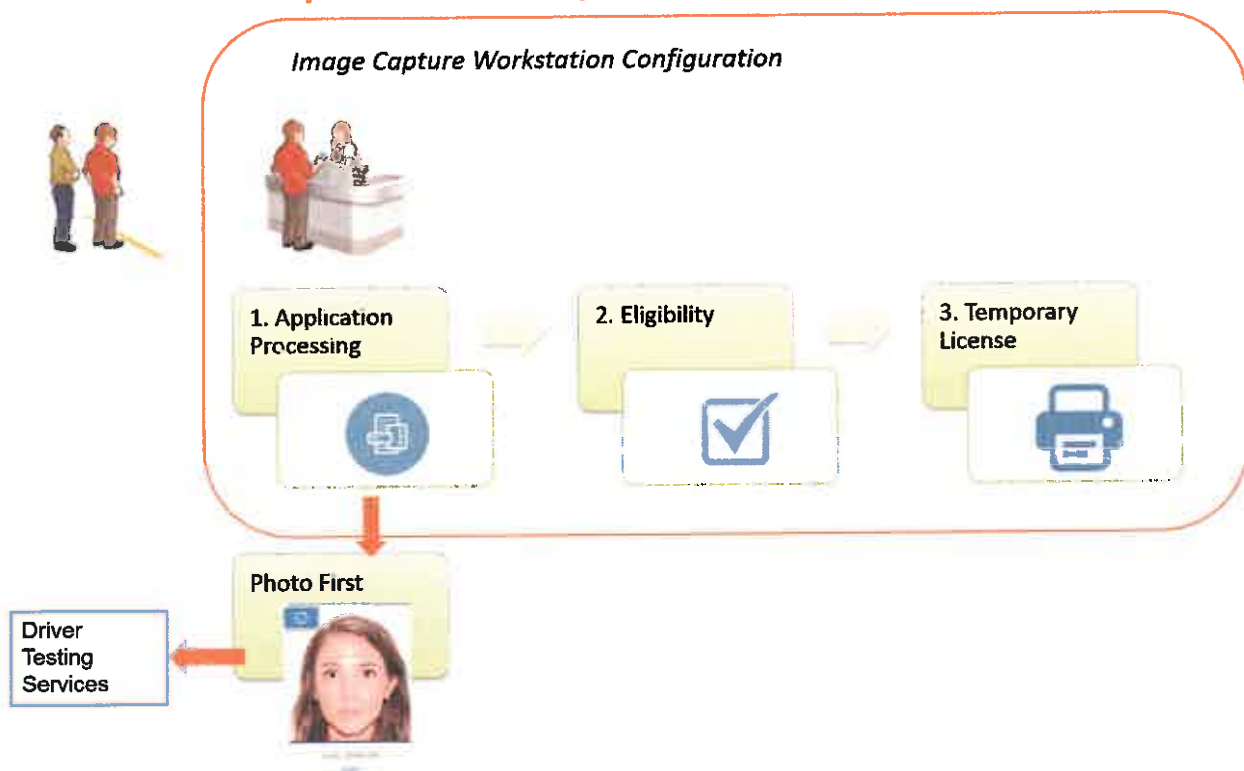 Image Capture Workstation Configuration
1. Application
Processing
2. Eligibility
3. Temporary
License
Photo First
Driver
Testing
Services